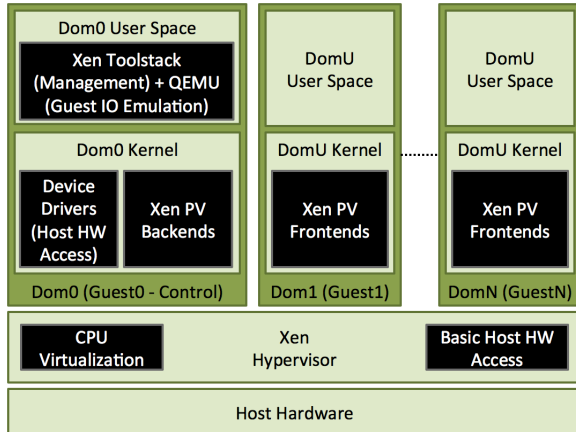 Dom0 User Space
Xen Toolstack
(Management) + QEMU
(Guest IO Emulation)
Dom0 Kernel
Device
Drivers
(Host HW
Access)
Xen PV
Backends
Dom0 (Guest0 - Control)
DomU
User Space
DomU Kernel
Xen PV
Frontends
Dom1 (Guest1)
DomU
User Space
DomU Kernel
Xen PV
Frontends
DomN (GuestN)
CPU
Virtualization
Xen
Hypervisor
Basic Host HW
Access
Host Hardware